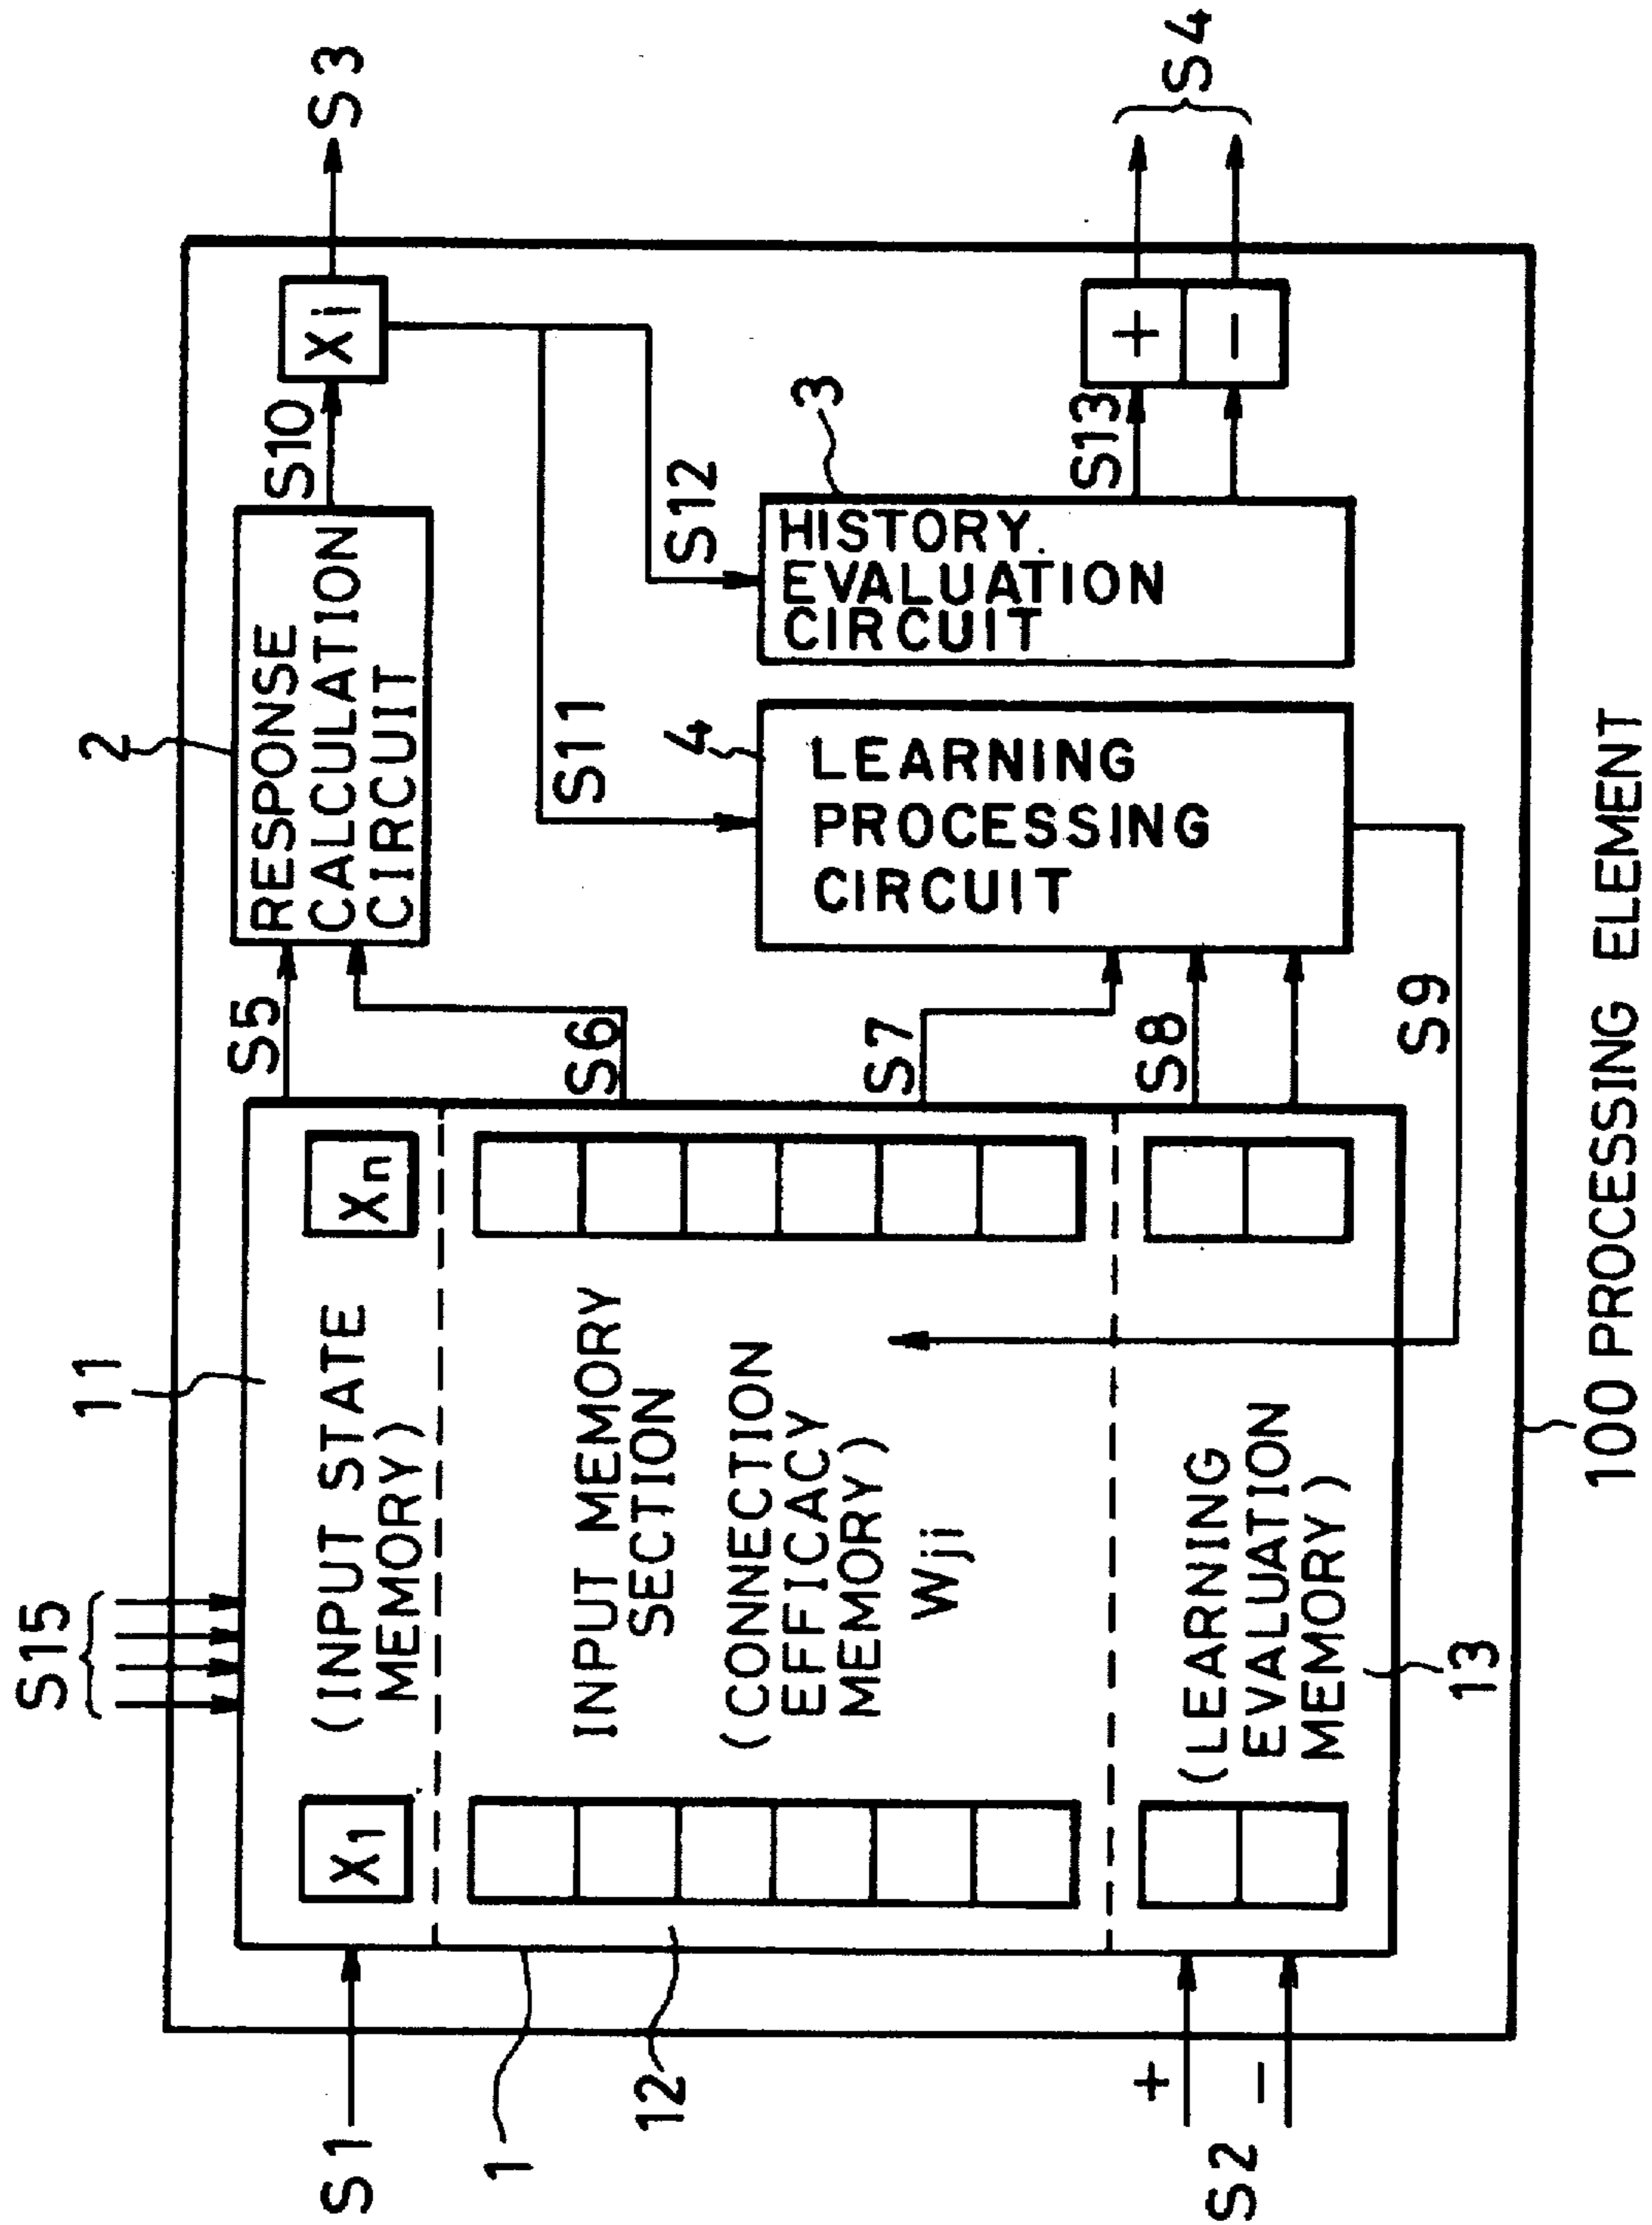 S15
11
2
S1
X1
(INPUT STATE
MEMORY)
Xn
S5
RESPONSE
CALCULATION
CIRCUIT
S10
Xi
S3
1
12
INPUT MEMORY
SECTION
(CONNECTION
EFFICACY
MEMORY)
Wji
S6
S7
S11
4
LEARNING
PROCESSING
CIRCUIT
S12
3
HISTORY
EVALUATION
CIRCUIT
S13
+
-
S4
S2
+
-
(LEARNING
EVALUATION
MEMORY)
13
S8
S9
100 PROCESSING ELEMENT